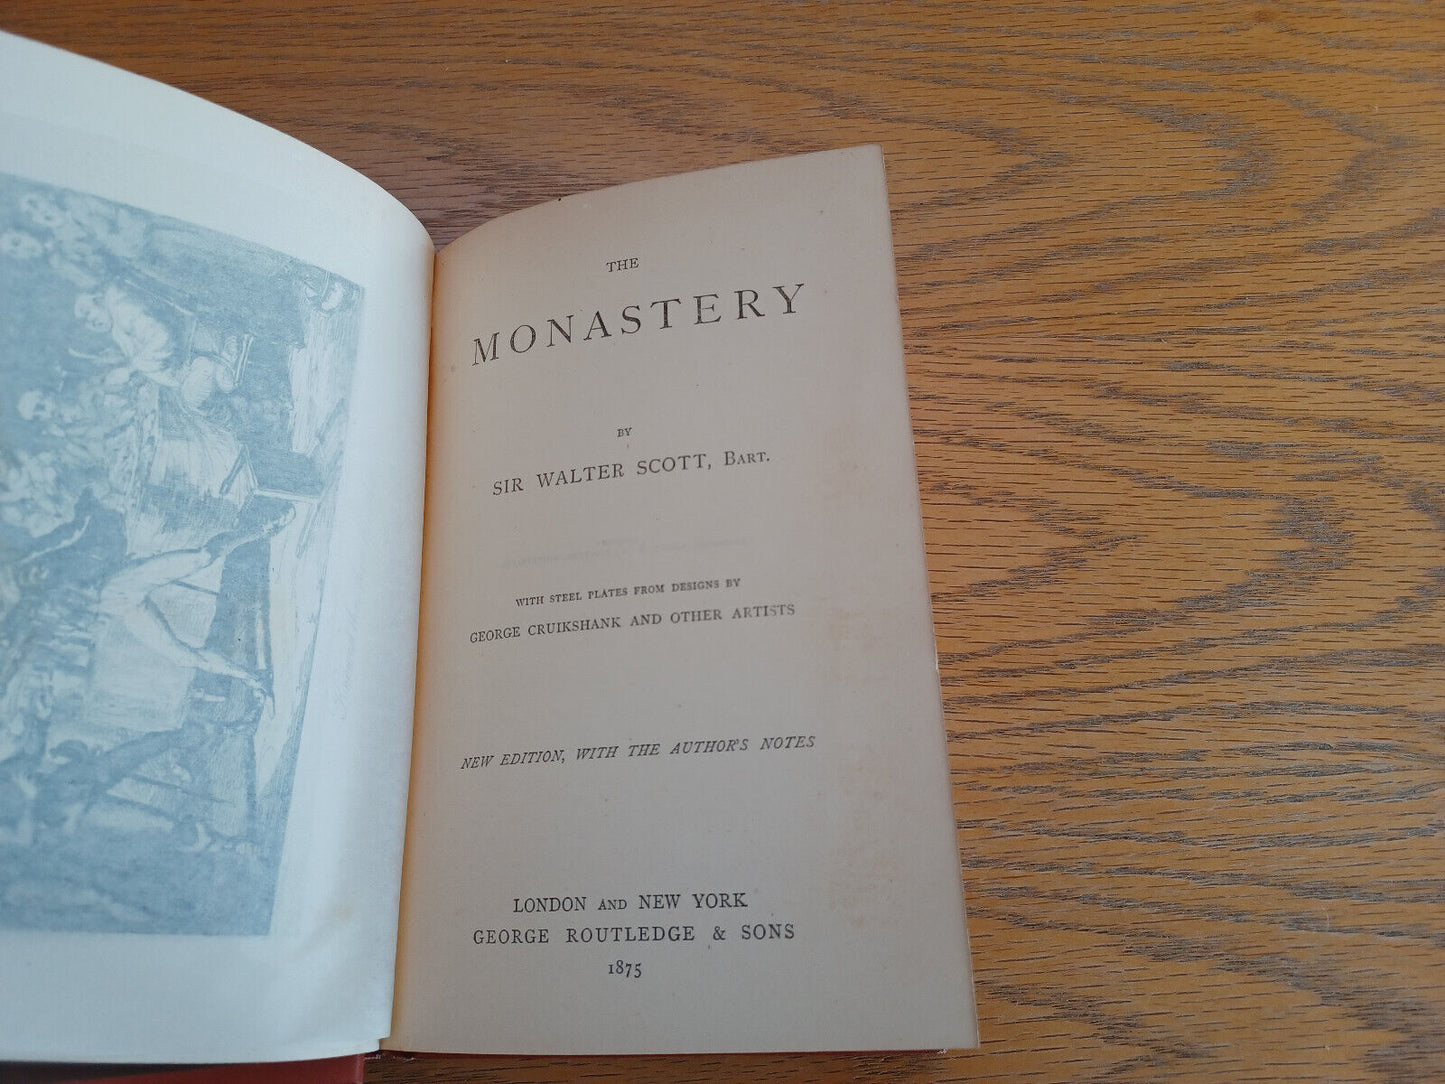 THE
MONASTERY
BY
SIR WALTER SCOTT, BART.
WITH STEEL PLATES FROM DESIGNS BY
GEORGE CRUIKSHANK AND OTHER ARTISTS
NEW EDITION, WITH THE AUTHOR'S NOTES
LONDON AND NEW YORK
GEORGE ROUTLEDGE & SONS
1875